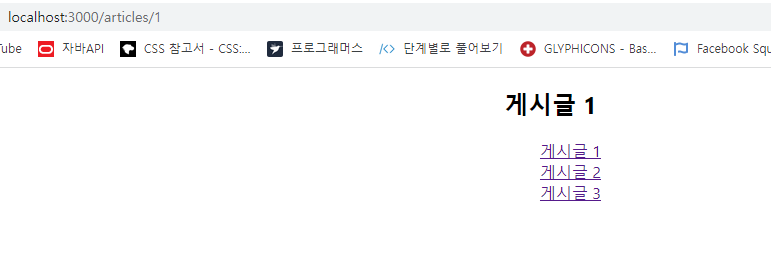 localhost:3000/articles/1
Tube 자바API CSS 참고서 - CSS:... 프로그래머스 단계별로 풀어보기 GLYPHICONS - Bas... Facebook Squ
게시글 1
게시글 1
게시글 2
게시글 3